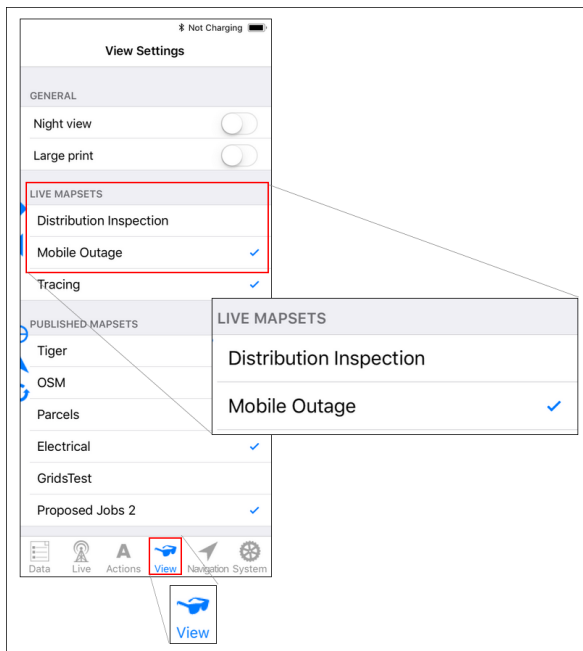 Not Charging
View Settings
GENERAL
Night view
Large print
LIVE MAPSETS
Distribution Inspection
Mobile Outage
Tracing
PUBLISHED MAPSETS
Tiger
OSM
Parcels
Electrical
GridsTest
Proposed Jobs 2
Data Live Actions View Navigation System
LIVE MAPSETS
Distribution Inspection
Mobile Outage
View